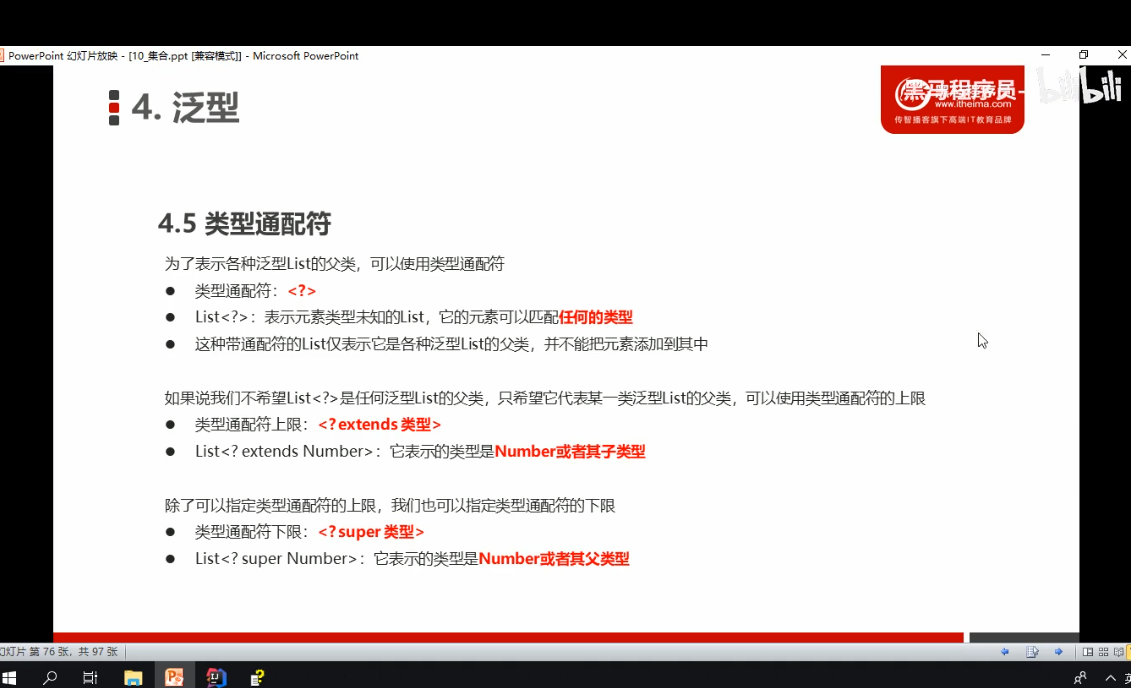 PowerPoint 幻灯片放映 - [10_集合.ppt [兼容模式]] - Microsoft PowerPoint
4. 泛型
黑马程序员
www.itheima.com
传智播客旗下高端IT教育品牌
bilibili
4.5 类型通配符
为了表示各种泛型List的父类，可以使用类型通配符
● 类型通配符：<?>
● List<?>：表示元素类型未知的List，它的元素可以匹配任何的类型
● 这种带通配符的List仅表示它是各种泛型List的父类，并不能把元素添加到其中
如果说我们不希望List<?>是任何泛型List的父类，只希望它代表某一类泛型List的父类，可以使用类型通配符的上限
● 类型通配符上限：<? extends 类型>
● List<? extends Number>：它表示的类型是Number或者其子类型
除了可以指定类型通配符的上限，我们也可以指定类型通配符的下限
● 类型通配符下限：<? super 类型>
● List<? super Number>：它表示的类型是Number或者其父类型
幻灯片 第 76 张，共 97 张
英